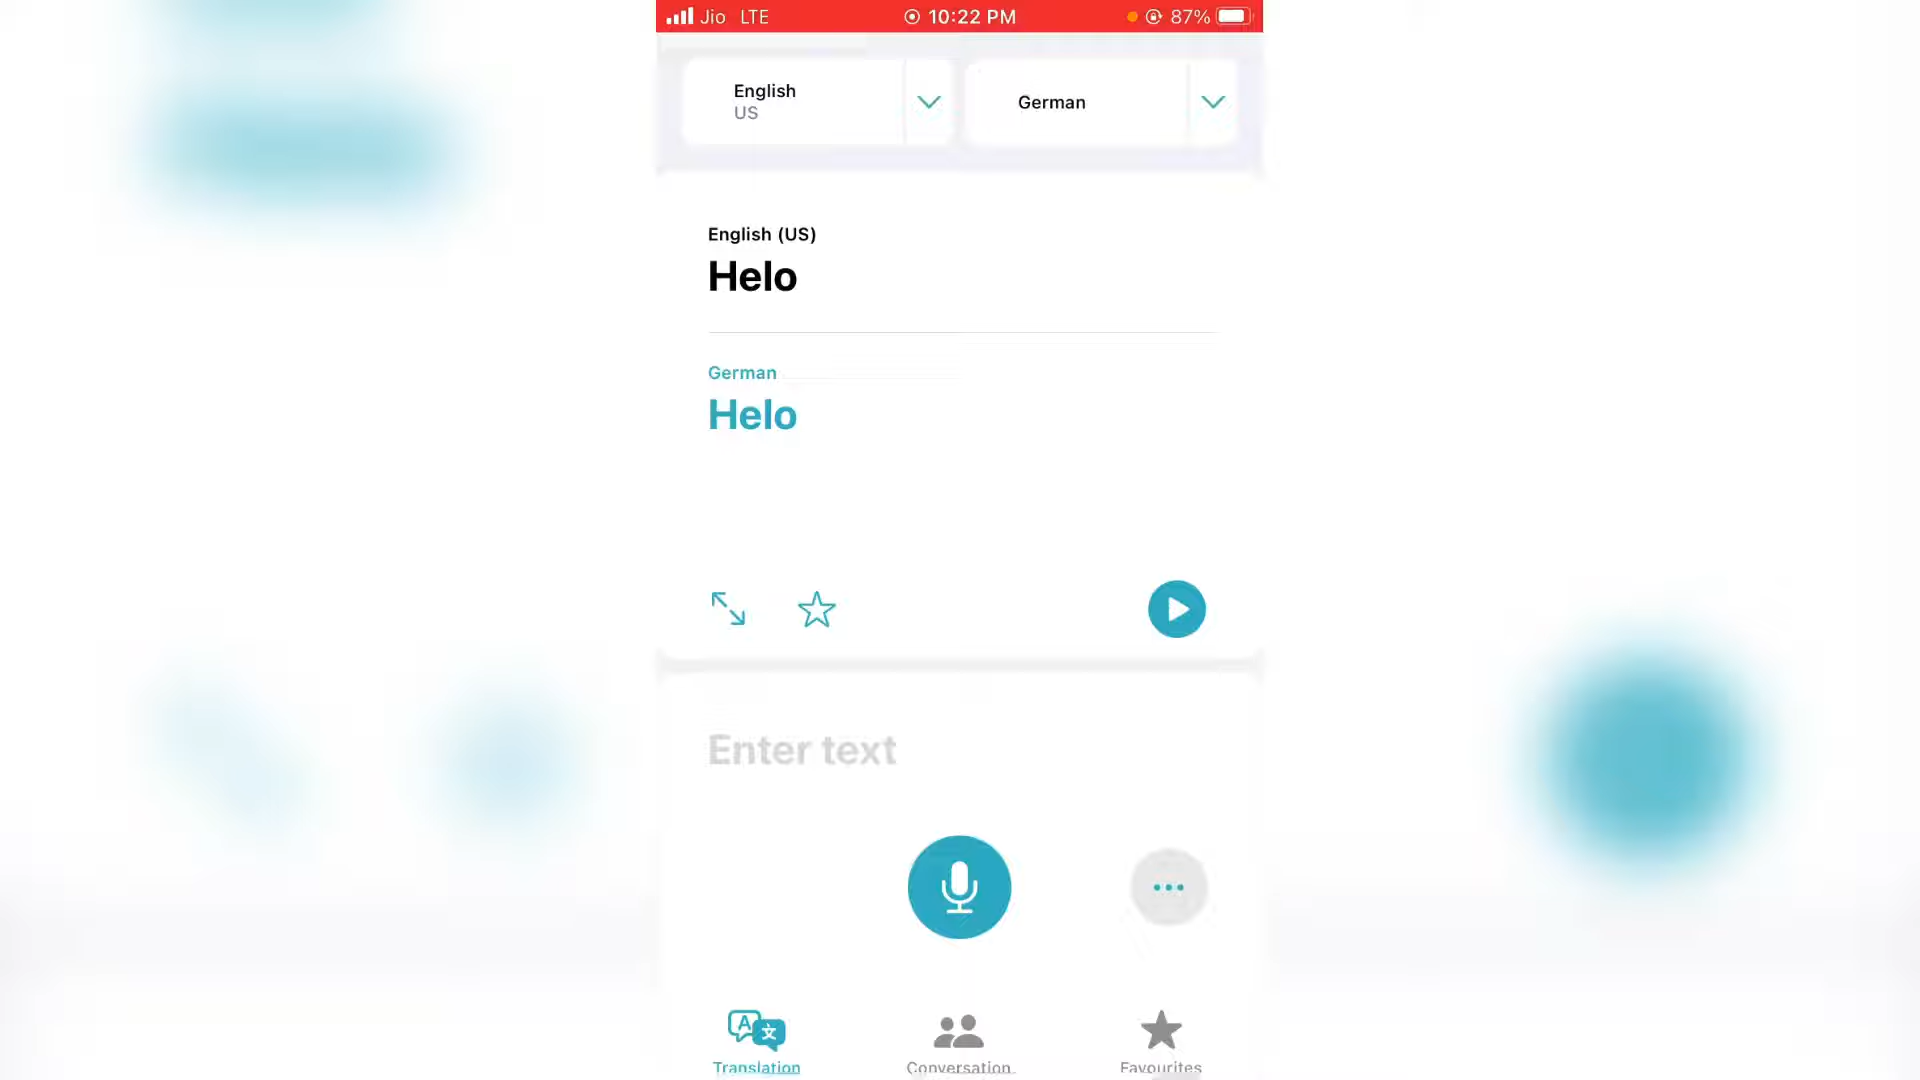 Jio LTE 10:22 PM 87%
English
US
German
English (US)
Helo
German
Helo
Enter text
Translation
Conversation
Favourites